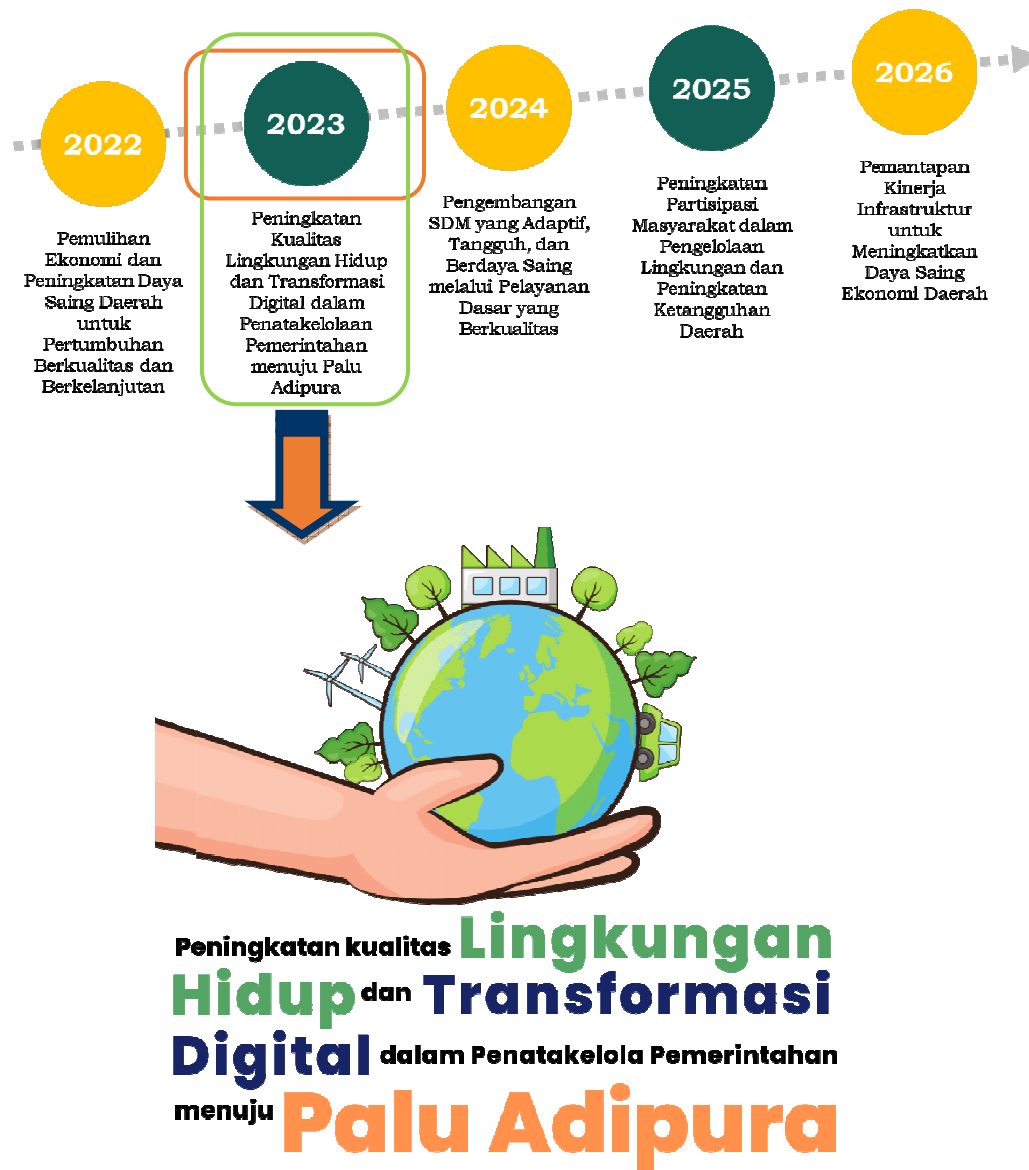 2022
Pemulihan
Ekonomi dan
Peningkatan Daya
Saing Daerah
untuk
Pertumbuhan
Berkualitas dan
Berkelanjutan
2023
Peningkatan
Kualitas
Lingkungan Hidup
dan Transformasi
Digital dalam
Penatakelolaan
Pemerintahan
menuju Palu
Adipura
2024
Pengembangan
SDM yang Adaptif,
Tangguh, dan
Berdaya Saing
melalui Pelayanan
Dasar yang
Berkualitas
2025
Peningkatan
Partisipasi
Masyarakat dalam
Pengelolaan
Lingkungan dan
Peningkatan
Ketangguhan
Daerah
2026
Pemantapan
Kinerja
Infrastruktur
untuk
Meningkatkan
Daya Saing
Ekonomi Daerah
Peningkatan kualitas Lingkungan
Hidup dan Transformasi
Digital dalam Penatakelola Pemerintahan
menuju Palu Adipura